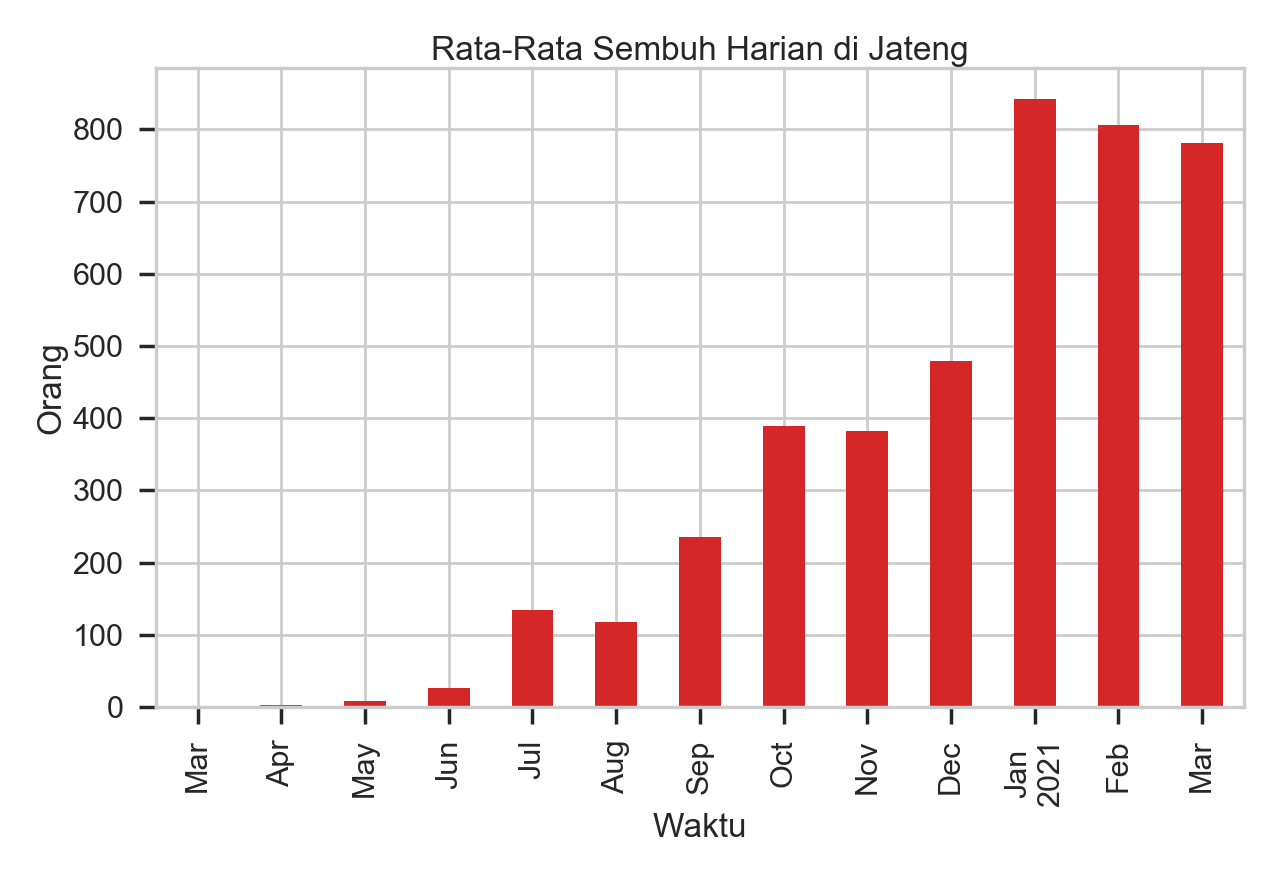 Rata-Rata Sembuh Harian di Jateng
Orang
800
700
600
500
400
300
200
100
0
Mar
Apr
May
Jun
Jul
Aug
Sep
Oct
Nov
Dec
Jan
2021
Feb
Mar
Waktu